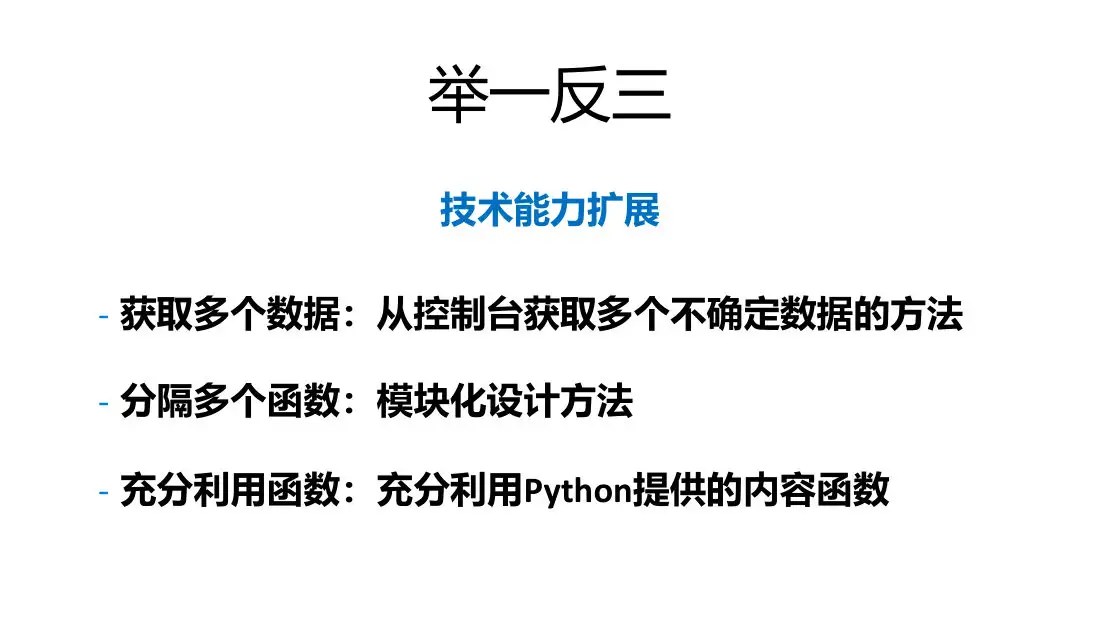 举一反三
技术能力扩展
- 获取多个数据：从控制台获取多个不确定数据的方法
- 分隔多个函数：模块化设计方法
- 充分利用函数：充分利用Python提供的内容函数